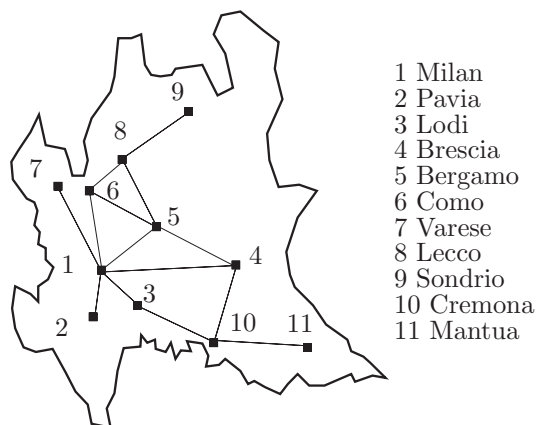 9
8
7
6
5
1
4
3
2
10
11
1 Milan
2 Pavia
3 Lodi
4 Brescia
5 Bergamo
6 Como
7 Varese
8 Lecco
9 Sondrio
10 Cremona
11 Mantua